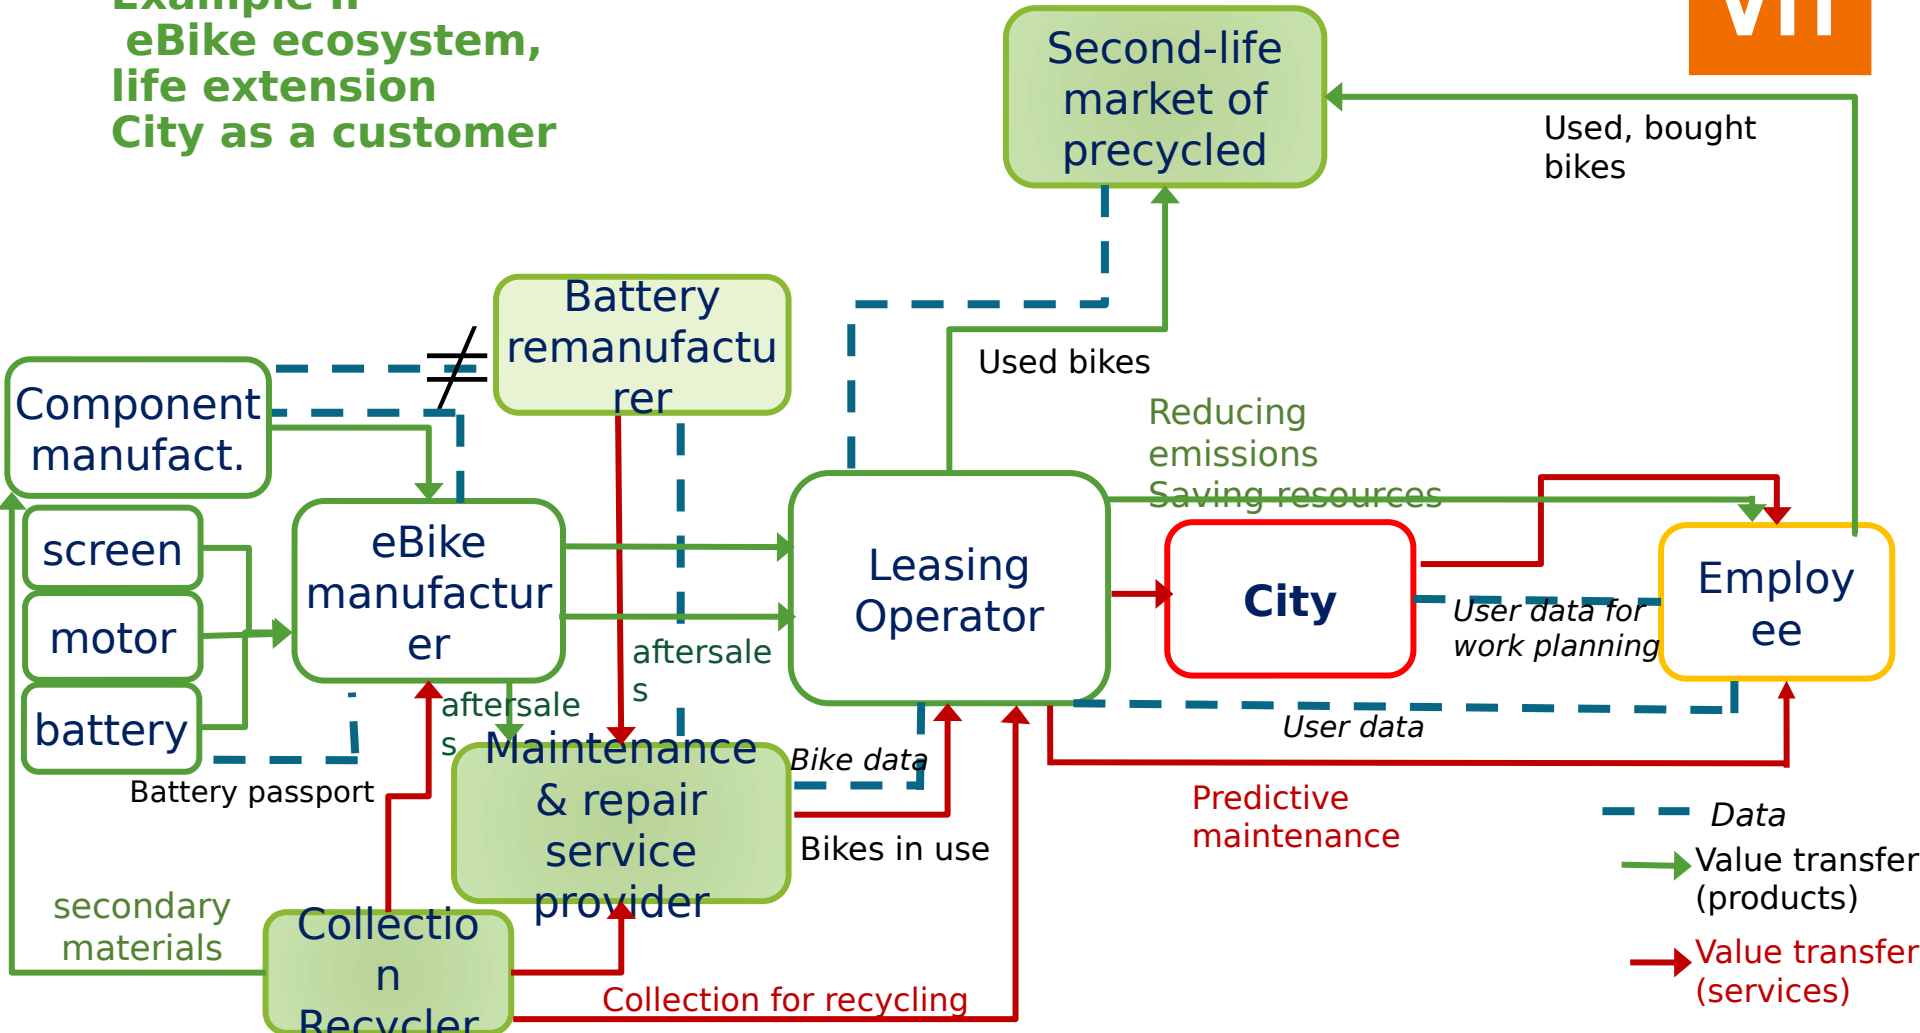 eBike ecosystem,
life extension
City as a customer
Second-life
market of
precycled
Used, bought
bikes
Battery
remanufactu
rer
Used bikes
Component
manufact.
Reducing
emissions
Saving resources
screen
motor
battery
eBike
manufactur
er
Leasing
Operator
City
Employ
ee
User data for
work planning
aftersale
s
aftersale
s
User data
Battery passport
Maintenance
& repair
service
provider
Bike data
Bikes in use
Predictive
maintenance
Data
Value transfer
(products)
Value transfer
(services)
secondary
materials
Collectio
n
Recycler
Collection for recycling